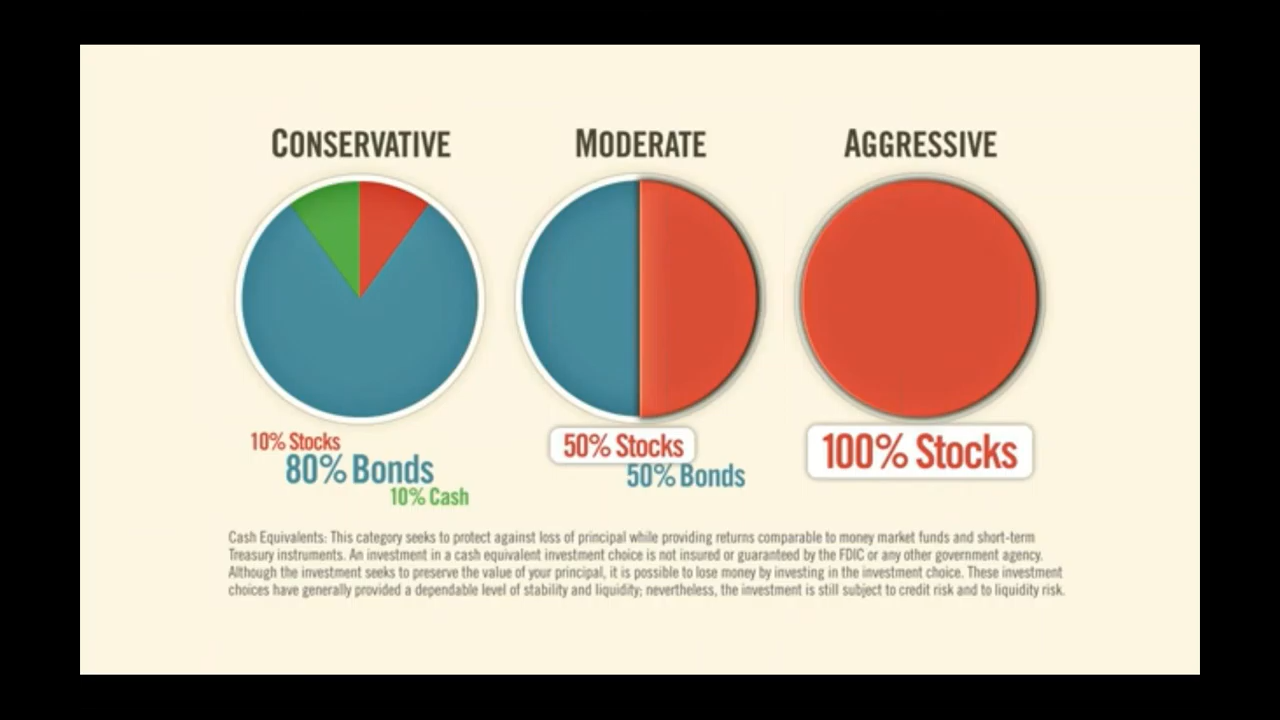 CONSERVATIVE
MODERATE
AGGRESSIVE
10% Stocks
80% Bonds
10% Cash
50% Stocks
50% Bonds
100% Stocks
Cash Equivalents: This category seeks to protect against loss of principal while providing returns comparable to money market funds and short-term
Treasury instruments. An investment in a cash equivalent investment choice is not insured or guaranteed by the FDIC or any other government agency.
Although the investment seeks to preserve the value of your principal, it is possible to lose money by investing in the investment choice. These investment
choices have generally provided a dependable level of stability and liquidity; nevertheless, the investment is still subject to credit risk and to liquidity risk.